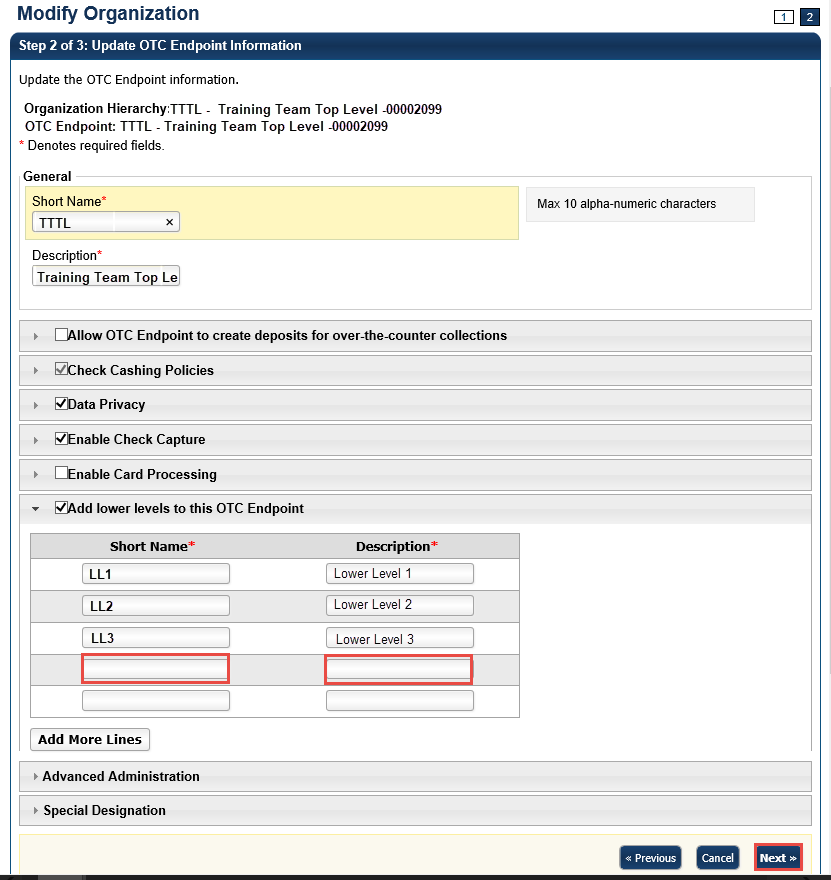 Modify Organization
1 2
Step 2 of 3: Update OTC Endpoint Information
Update the OTC Endpoint information.
Organization Hierarchy:TTTL - Training Team Top Level -00002099
OTC Endpoint: TTTL - Training Team Top Level -00002099
* Denotes required fields.
General
Short Name*
TTTL ×
Max 10 alpha-numeric characters
Description*
Training Team Top Le
Allow OTC Endpoint to create deposits for over-the-counter collections
Check Cashing Policies
Data Privacy
Enable Check Capture
Enable Card Processing
Add lower levels to this OTC Endpoint
Short Name* Description*
LL1 Lower Level 1
LL2 Lower Level 2
LL3 Lower Level 3
Add More Lines
Advanced Administration
Special Designation
« Previous Cancel Next »